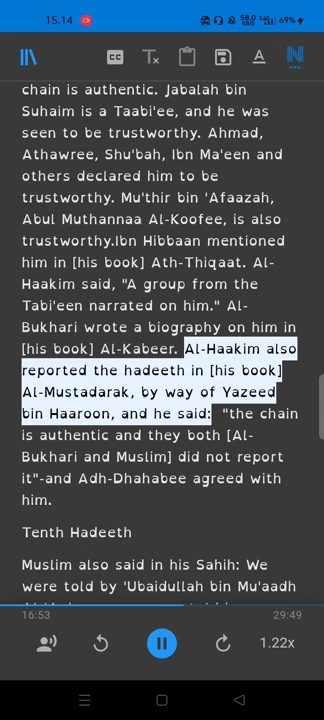 15.14
58.0 KB/s
69%
CC
chain is authentic. Jabalah bin
Suhaim is a Taabi'ee, and he was
seen to be trustworthy. Ahmad,
Athawree, Shu'bah, Ibn Ma'een and
others declared him to be
trustworthy. Mu'thir bin 'Afaazah,
Abul Muthannaa Al-Koofee, is also
trustworthy.Ibn Hibbaan mentioned
him in [his book] Ath-Thiqaat. Al-
Haakim said, "A group from the
Tabi'een narrated on him." Al-
Bukhari wrote a biography on him in
[his book] Al-Kabeer. Al-Haakim also
reported the hadeeth in [his book]
Al-Mustadarak, by way of Yazeed
bin Haaroon, and he said: "the chain
is authentic and they both [Al-
Bukhari and Muslim] did not report
it"-and Adh-Dhahabee agreed with
him.
Tenth Hadeeth
Muslim also said in his Sahih: We
were told by 'Ubaidullah bin Mu'aadh
16:53
29:49
1.22x